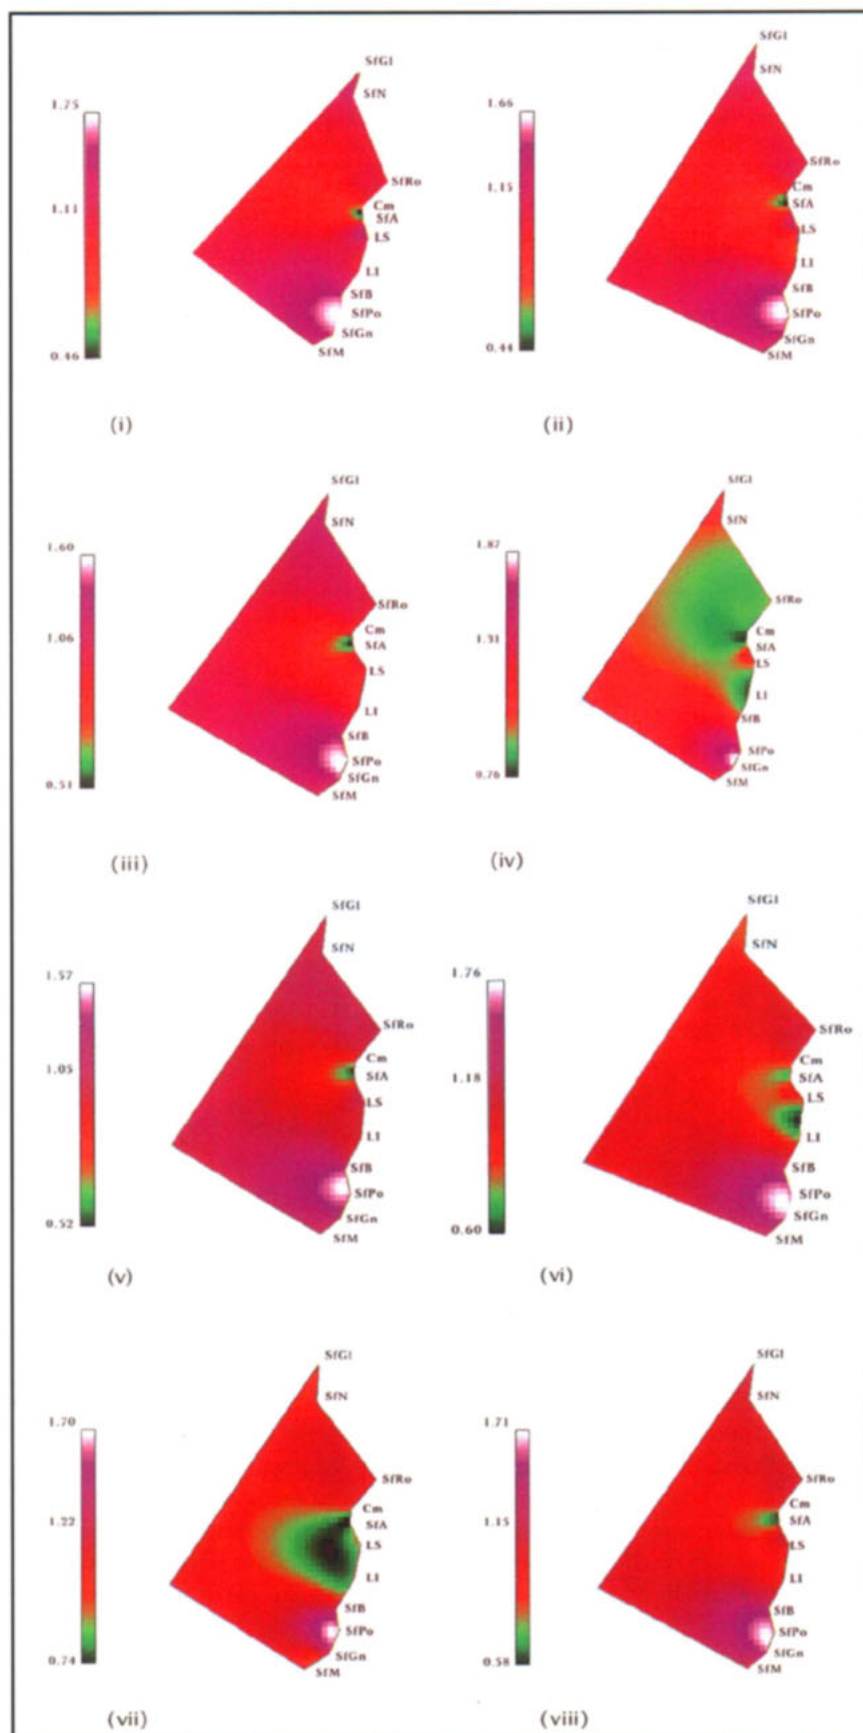 SfGl
1.75
SfN
1.11
SfRo
Cm
SfA
LS
LI
SfB
SfPo
SfGn
0.46
SfM
(i)
SfGl
SfN
1.66
1.15
SfRo
Cm
SfA
LS
LI
SfB
SfPo
SfGn
0.44
SfM
(ii)
SfGl
SfN
1.60
SfRo
1.06
Cm
SfA
LS
LI
SfB
SfPo
SfGn
0.51
SfM
(iii)
SfGl
SfN
1.87
SfRo
1.31
Cm
SfA
LS
LI
SfB
SfPo
SfGn
0.76
SfM
(iv)
SfGl
SfN
1.57
SfRo
Cm
1.05
SfA
LS
LI
SfB
SfPo
SfGn
0.52
SfM
(v)
SfGl
SfN
1.76
SfRo
Cm
1.18
SfA
LS
LI
SfB
SfPo
SfGn
0.60
SfM
(vi)
SfGl
SfN
1.70
SfRo
Cm
1.22
SfA
LS
LI
SfB
SfPo
SfGn
0.74
SfM
(vii)
SfGl
SfN
1.71
SfRo
Cm
1.15
SfA
LS
LI
SfB
SfPo
SfGn
0.58
SfM
(viii)